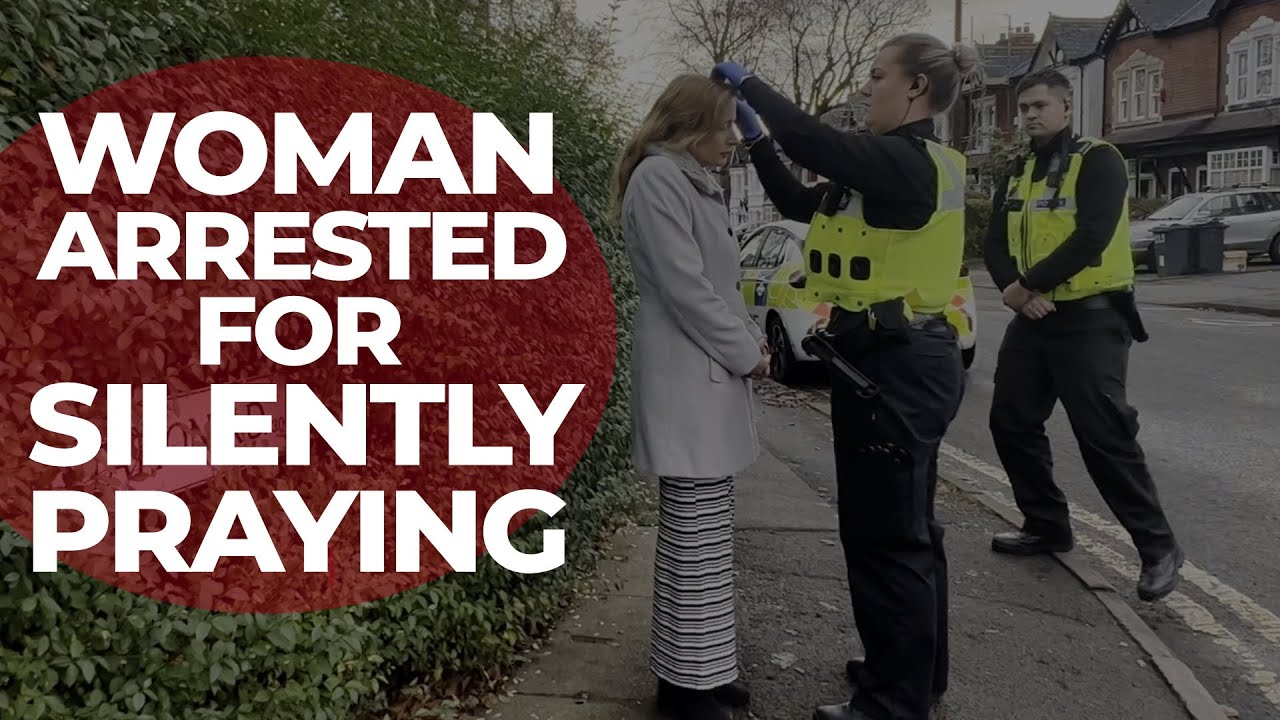 WOMAN
ARRESTED
FOR
SILENTLY
PRAYING